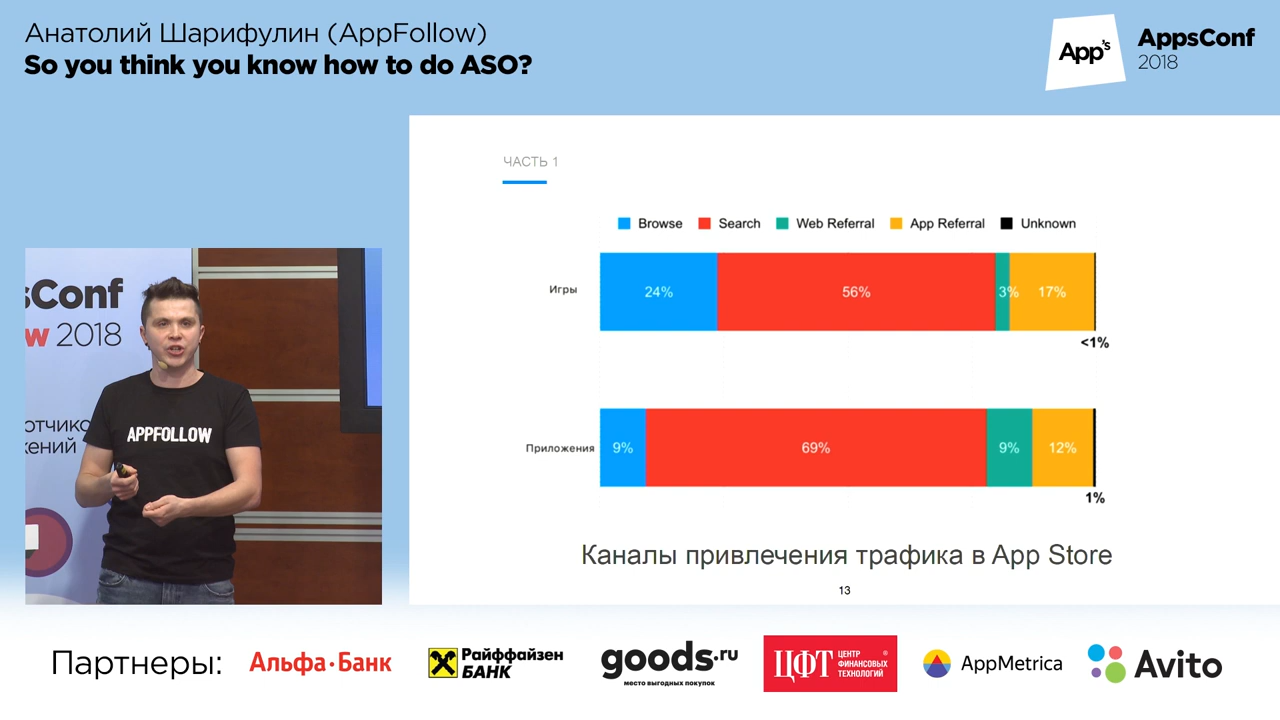 Анатолий Шарифулин (AppFollow)
So you think you know how to do ASO?
App's
AppsConf
2018
ЧАСТЬ 1
Browse
Search
Web Referral
App Referral
Unknown
Игры
24%
56%
3%
17%
<1%
Приложения
9%
69%
9%
12%
1%
Каналы привлечения трафика в App Store
13
sConf
w 2018
отчико
жений
APPFOLLOW
Партнеры:
Альфа·Банк
Райффайзен
БАНК
goods.ru
место выгодных покупок
ЦФТ
ЦЕНТР
ФИНАНСОВЫХ
ТЕХНОЛОГИЙ
®
AppMetrica
Avito